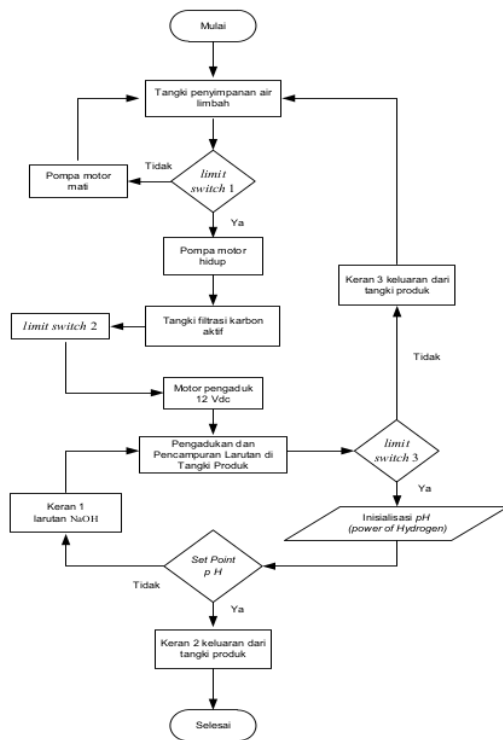 Mulai
Tangki penyimpanan air
limbah
Tidak
Pompa motor
mati
limit
switch 1
Ya
Pompa motor
hidup
Keran 3 keluaran dari
tangki produk
Tangki filtrasi karbon
aktif
limit switch 2
Tidak
Motor pengaduk
12 Vdc
Pengadukan dan
Pencampuran Larutan di
Tangki Produk
limit
switch 3
Ya
Keran 1
larutan NaOH
Inisialisasi pH
(power of Hydrogen)
Set Point
p H
Tidak
Ya
Keran 2 keluaran dari
tangki produk
Selesai